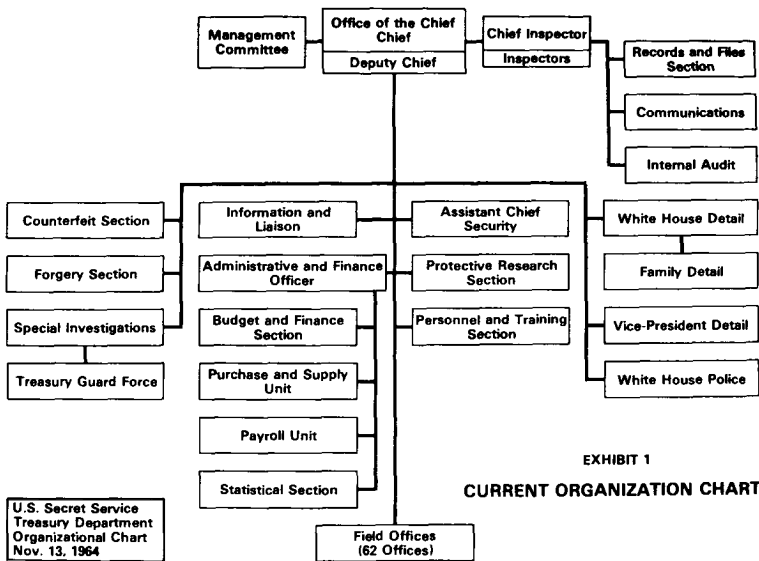 Management
Committee
Office of the Chief
Chief
Deputy Chief
Chief Inspector
Inspectors
Records and Files
Section
Communications
Internal Audit
Counterfeit Section
Information and
Liaison
Assistant Chief
Security
White House Detail
Forgery Section
Administrative and Finance
Officer
Protective Research
Section
Family Detail
Special Investigations
Budget and Finance
Section
Personnel and Training
Section
Vice-President Detail
Treasury Guard Force
Purchase and Supply
Unit
White House Police
Payroll Unit
Statistical Section
EXHIBIT 1
CURRENT ORGANIZATION CHART
U.S. Secret Service
Treasury Department
Organizational Chart
Nov. 13, 1964
Field Offices
(62 Offices)